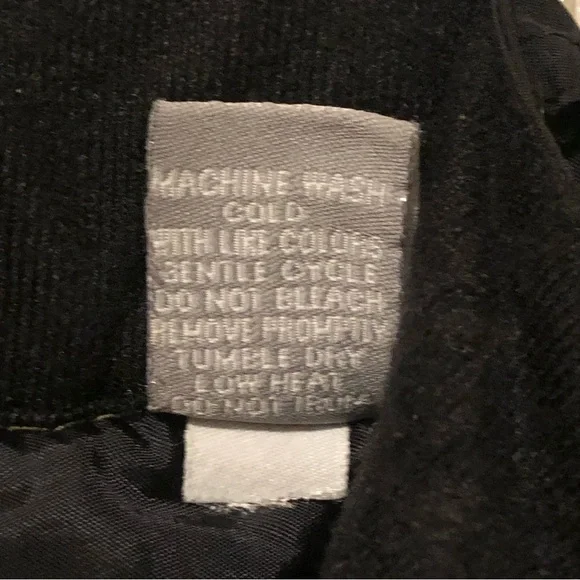 MACHINE WASH
COLD
WITH LIKE COLORS
GENTLE CYCLE
DO NOT BLEACH
REMOVE PROMPTLY
TUMBLE DRY
LOW HEAT
DO NOT IRON